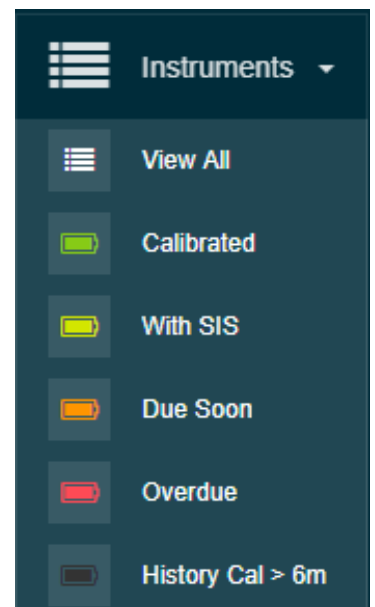 Instruments
View All
Calibrated
With SIS
Due Soon
Overdue
History Cal > 6m